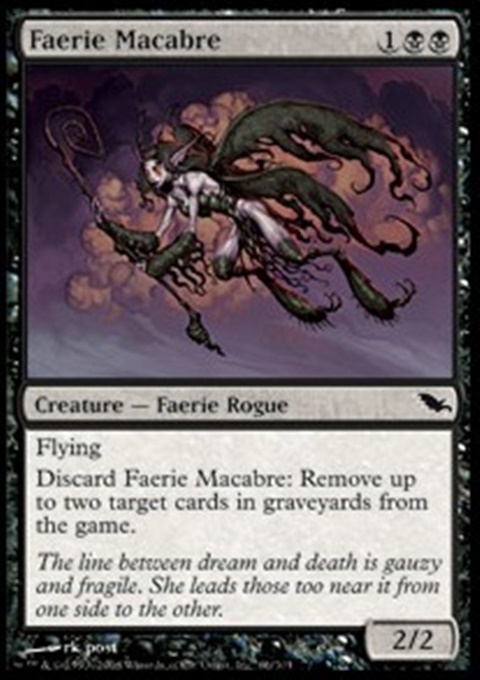 Faerie Macabre 1
Creature — Faerie Rogue
Flying
Discard Faerie Macabre: Remove up
to two target cards in graveyards from
the game.
The line between dream and death is gauzy
and fragile. She leads those too near it from
one side to the other.
rk post
2/2